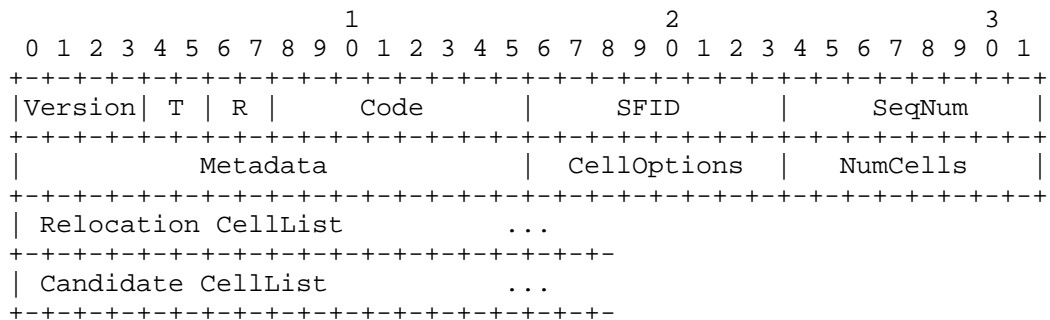 1                   2                   3
 0 1 2 3 4 5 6 7 8 9 0 1 2 3 4 5 6 7 8 9 0 1 2 3 4 5 6 7 8 9 0 1
+-+-+-+-+-+-+-+-+-+-+-+-+-+-+-+-+-+-+-+-+-+-+-+-+-+-+-+-+-+-+-+-+
|Version| T | R |     Code      |     SFID      |     SeqNum    |
+-+-+-+-+-+-+-+-+-+-+-+-+-+-+-+-+-+-+-+-+-+-+-+-+-+-+-+-+-+-+-+-+
|           Metadata            |  CellOptions  |   NumCells    |
+-+-+-+-+-+-+-+-+-+-+-+-+-+-+-+-+-+-+-+-+-+-+-+-+-+-+-+-+-+-+-+-+
| Relocation CellList          ...
+-+-+-+-+-+-+-+-+-+-+-+-+-+-+-+-+-+-+-
| Candidate CellList           ...
+-+-+-+-+-+-+-+-+-+-+-+-+-+-+-+-+-+-+-